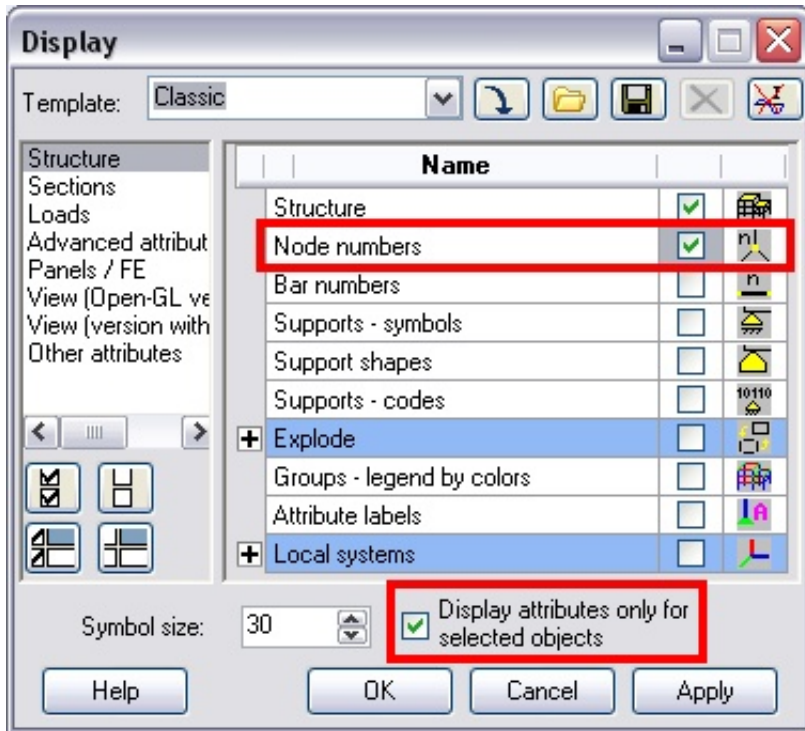 Display
Template: Classic
Structure
Sections
Loads
Advanced attribut
Panels / FE
View (Open-GL ve
View (version with
Other attributes
Name
Structure
Node numbers
n
Bar numbers
n
Supports - symbols
Support shapes
Supports - codes
10110
Explode
Groups - legend by colors
Attribute labels
A
Local systems
Symbol size: 30
Display attributes only for
selected objects
Help
OK
Cancel
Apply